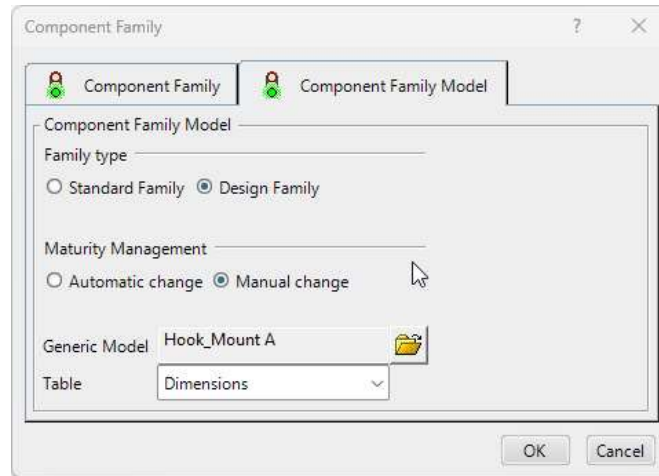 Component Family
?
Component Family
Component Family Model
Component Family Model
Family type
Standard Family
Design Family
Maturity Management
Automatic change
Manual change
Generic Model
Hook_Mount A
Table
Dimensions
OK
Cancel